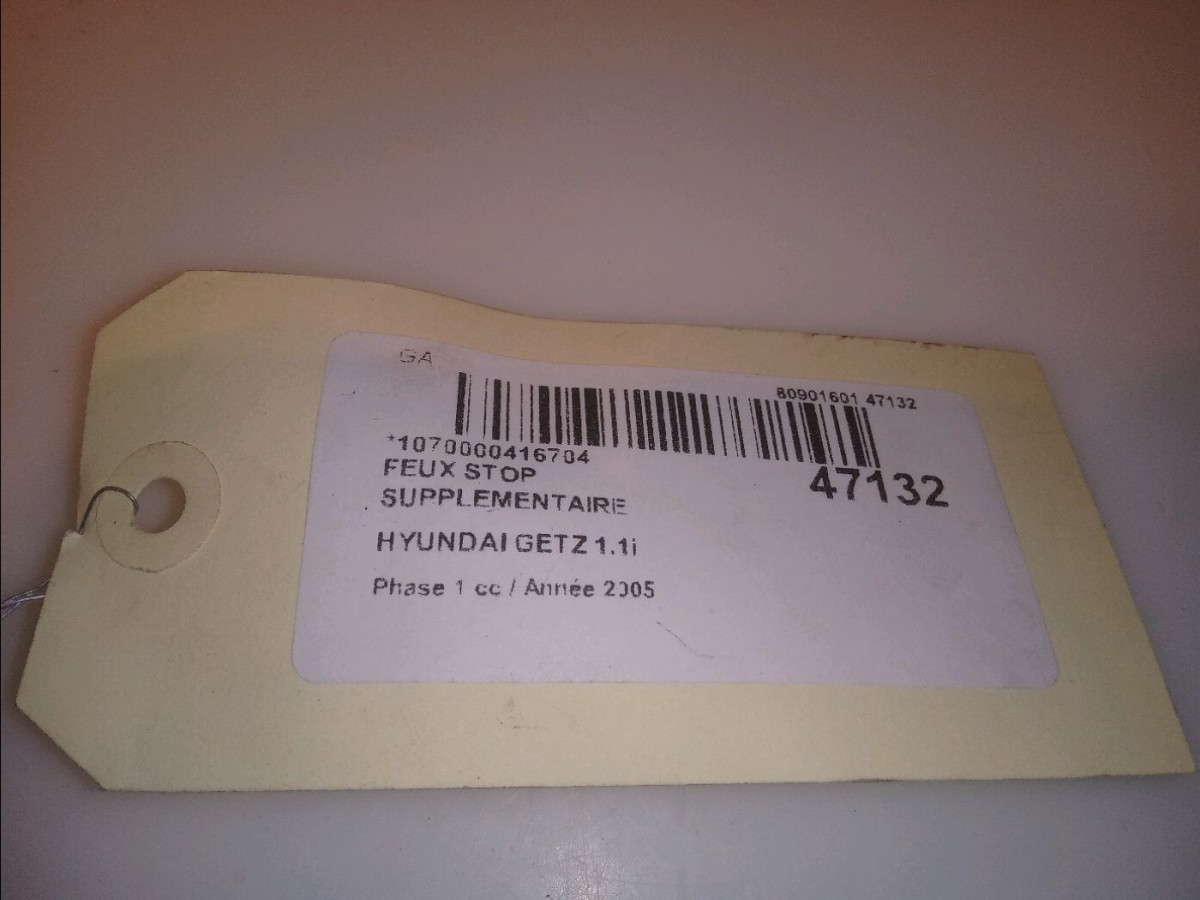 GA
80901601 47132
*1070000416704
47132
FEUX STOP
SUPPLEMENTAIRE
HYUNDAI GETZ 1.1i
Phase 1 cc / Année 2005